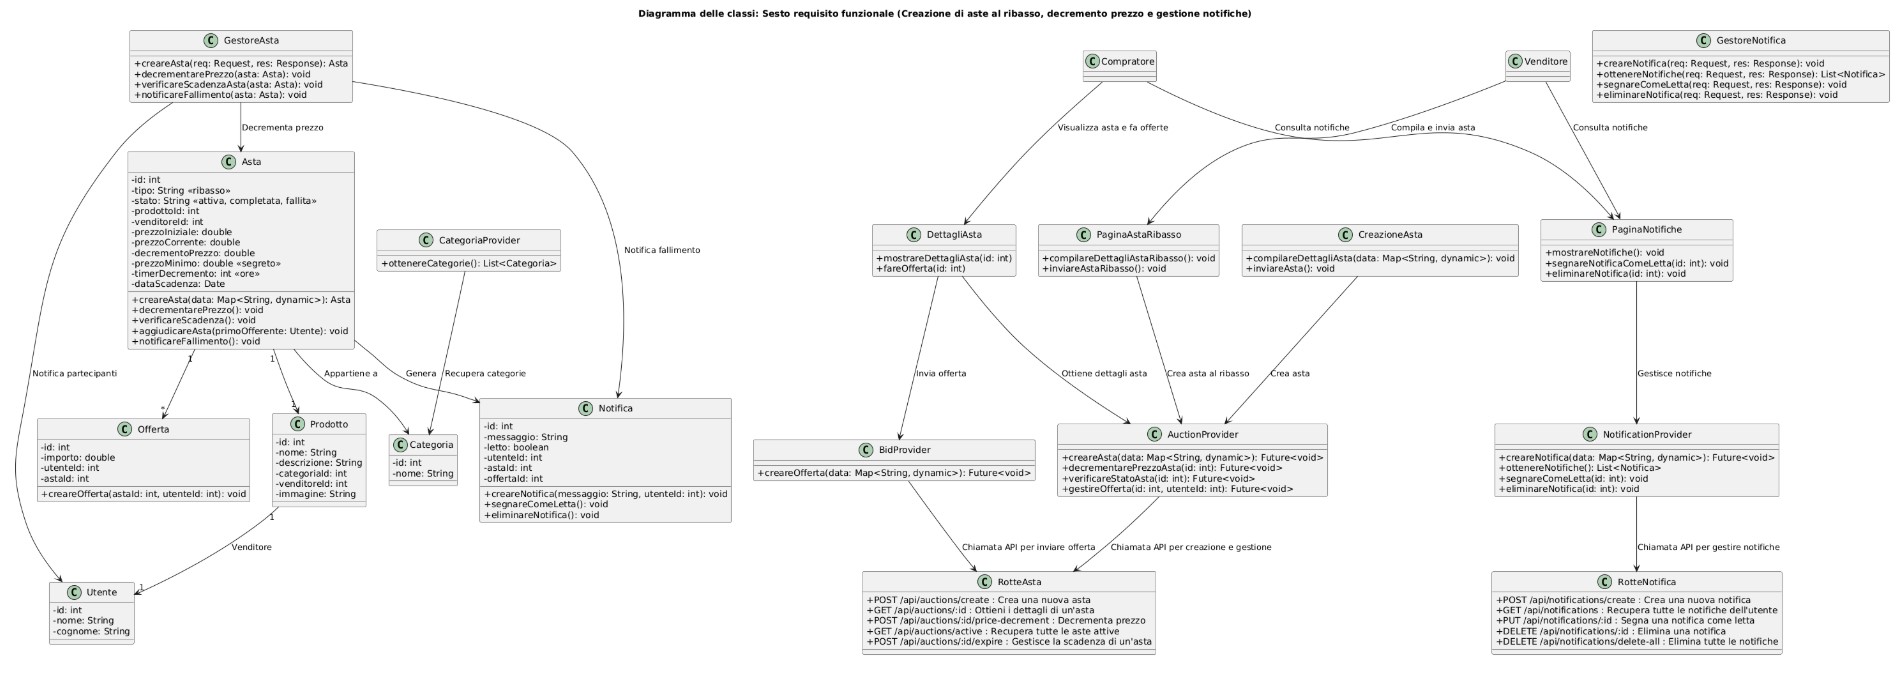 Diagramma delle classi: Sesto requisito funzionale (Creazione di aste al ribasso, decremento prezzo e gestione notifiche)
C GestoreAsta
+creareAsta(req: Request, res: Response): Asta
+decrementarePrezzo(asta: Asta): void
+verificareScadenzaAsta(asta: Asta): void
+notificareFallimento(asta: Asta): void
C Compratore
C Venditore
C GestoreNotifica
+creareNotifica(req: Request, res: Response): void
+ottenereNotifiche(req: Request, res: Response): List<Notifica>
+segnareComeLetta(req: Request, res: Response): void
+eliminareNotifica(req: Request, res: Response): void
Decrementa prezzo
Visualizza asta e fa offerte
Consulta notifiche
Compila e invia asta
Consulta notifiche
C Asta
-id: int
-tipo: String «ribasso»
-stato: String «attiva, completata, fallita»
-prodottoId: int
-venditoreId: int
-prezzoIniziale: double
-prezzoCorrente: double
-decrementoPrezzo: double
-prezzoMinimo: double «segreto»
-timerDecremento: int «ore»
-dataScadenza: Date
+creareAsta(data: Map<String, dynamic>): Asta
+decrementarePrezzo(): void
+verificareScadenza(): void
+aggiudicareAsta(primoOfferente: Utente): void
+notificareFallimento(): void
C CategoriaProvider
+ottenereCategorie(): List<Categoria>
Notifica fallimento
C DettagliAsta
+mostrareDettagliAsta(id: int)
+fareOfferta(id: int)
C PaginaAstaRibasso
+compilareDettagliAstaRibasso(): void
+inviareAstaRibasso(): void
C CreazioneAsta
+compilareDettagliAsta(data: Map<String, dynamic>): void
+inviareAsta(): void
C PaginaNotifiche
+mostrareNotifiche(): void
+segnareNotificaComeLetta(id: int): void
+eliminareNotifica(id: int): void
1
1
Notifica partecipanti
Appartiene a
Genera
Recupera categorie
Invia offerta
Ottiene dettagli asta
Crea asta al ribasso
Crea asta
Gestisce notifiche
*
1
C Offerta
-id: int
-importo: double
-utenteId: int
-astaId: int
+creareOfferta(astaId: int, utenteId: int): void
C Prodotto
-id: int
-nome: String
-descrizione: String
-categoriaId: int
-venditoreId: int
-immagine: String
C Categoria
-id: int
-nome: String
C Notifica
-id: int
-messaggio: String
-letto: boolean
-utenteId: int
-astaId: int
-offertaId: int
+creareNotifica(messaggio: String, utenteId: int): void
+segnareComeLetta(): void
+eliminareNotifica(): void
C BidProvider
+creareOfferta(data: Map<String, dynamic>): Future<void>
C AuctionProvider
+creareAsta(data: Map<String, dynamic>): Future<void>
+decrementarePrezzoAsta(id: int): Future<void>
+verificareStatoAsta(id: int): Future<void>
+gestireOfferta(id: int, utenteId: int): Future<void>
C NotificationProvider
+creareNotifica(data: Map<String, dynamic>): Future<void>
+ottenereNotifiche(): List<Notifica>
+segnareComeLetta(id: int): void
+eliminareNotifica(id: int): void
1
Venditore
1
Chiamata API per inviare offerta
Chiamata API per creazione e gestione
Chiamata API per gestire notifiche
C Utente
-id: int
-nome: String
-cognome: String
C RotteAsta
+POST /api/auctions/create : Crea una nuova asta
+GET /api/auctions/:id : Ottieni i dettagli di un'asta
+POST /api/auctions/:id/price-decrement : Decrementa prezzo
+GET /api/auctions/active : Recupera tutte le aste attive
+POST /api/auctions/:id/expire : Gestisce la scadenza di un'asta
C RotteNotifica
+POST /api/notifications/create : Crea una nuova notifica
+GET /api/notifications : Recupera tutte le notifiche dell'utente
+PUT /api/notifications/:id : Segna una notifica come letta
+DELETE /api/notifications/:id : Elimina una notifica
+DELETE /api/notifications/delete-all : Elimina tutte le notifiche